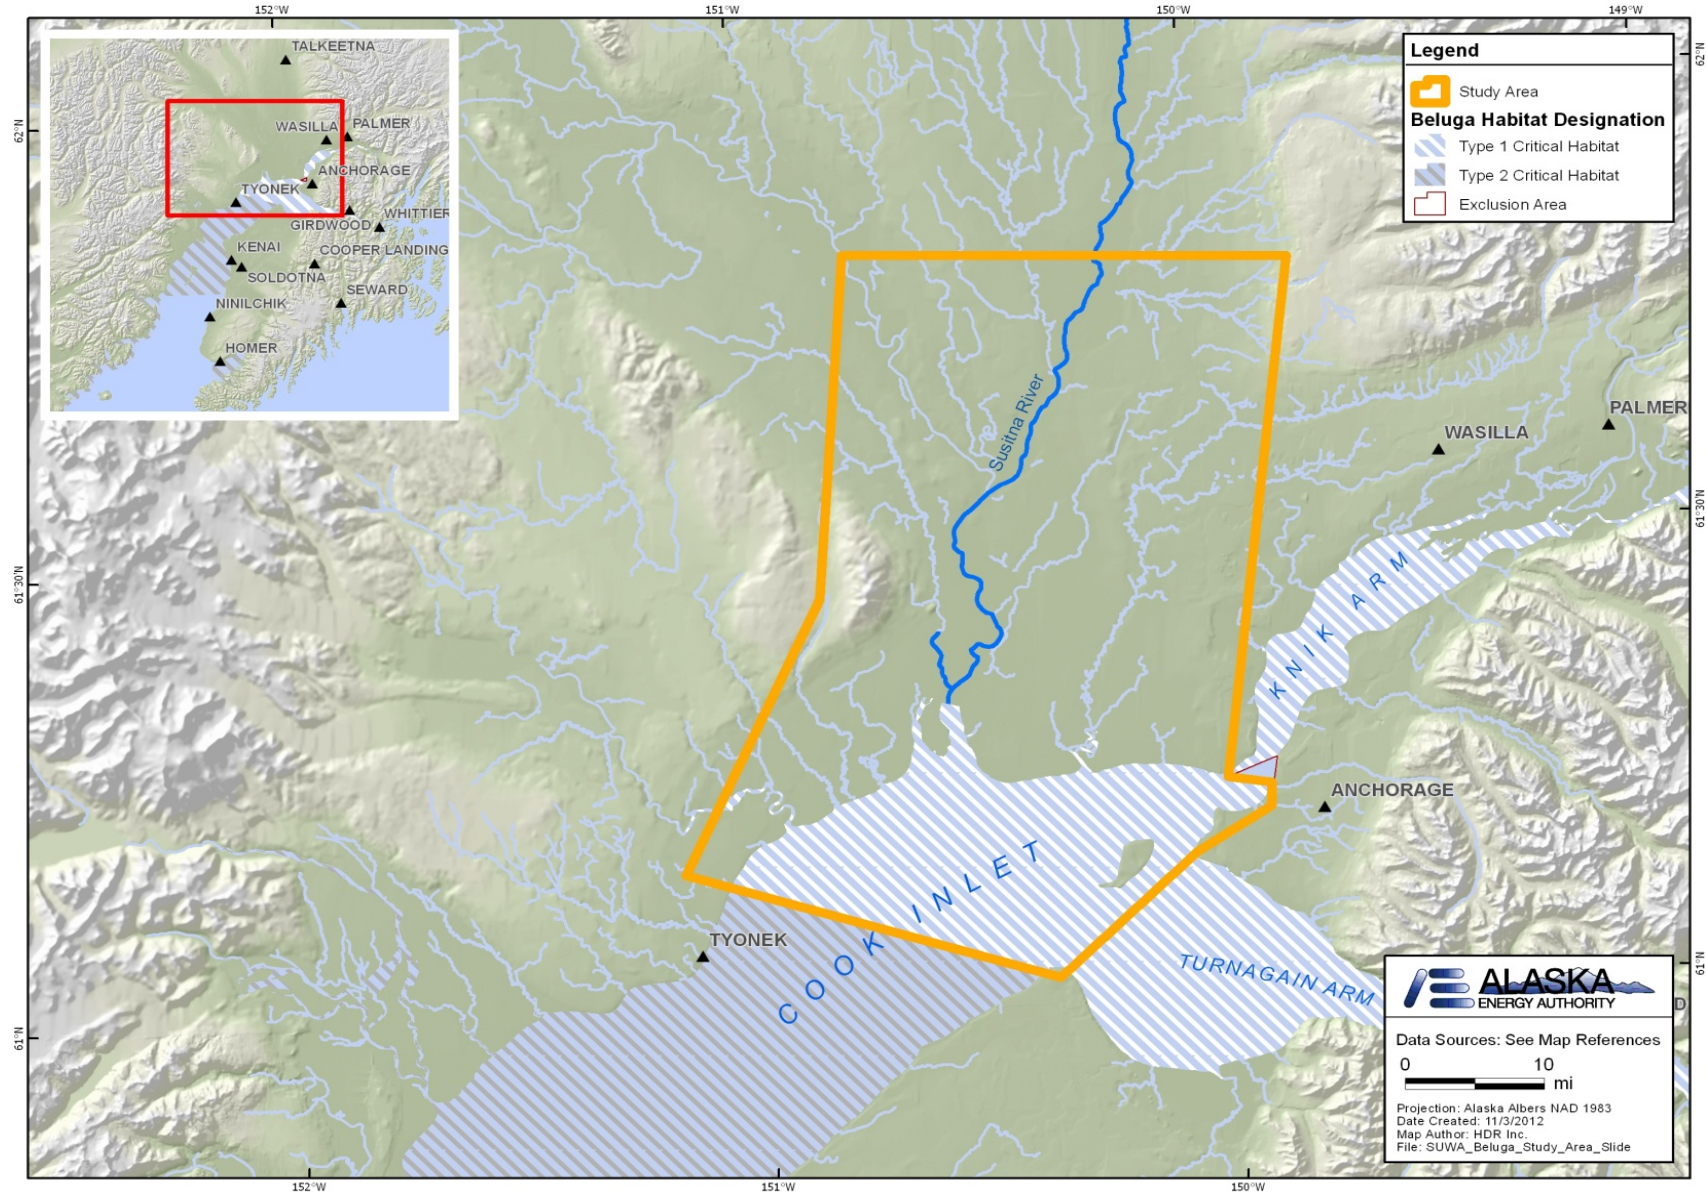 152°W
151°W
150°W
149°W
TALKEETNA
WASILLA
PALMER
ANCHORAGE
TYONEK
GIRDWOOD
WHITTIER
KENAI
COOPER LANDING
SOLDOTNA
SEWARD
NINILCHIK
HOMER
Legend
Study Area
Beluga Habitat Designation
Type 1 Critical Habitat
Type 2 Critical Habitat
Exclusion Area
62°N
62°N
Susitna River
PALMER
WASILLA
61°30'N
61°30'N
KNIK ARM
ANCHORAGE
COOK INLET
TYONEK
TURNAGAIN ARM
61°N
61°N
D
ALASKA
ENERGY AUTHORITY
Data Sources: See Map References
0 10
mi
Projection: Alaska Albers NAD 1983
Date Created: 11/3/2012
Map Author: HDR Inc.
File: SUWA_Beluga_Study_Area_Slide
152°W
151°W
150°W